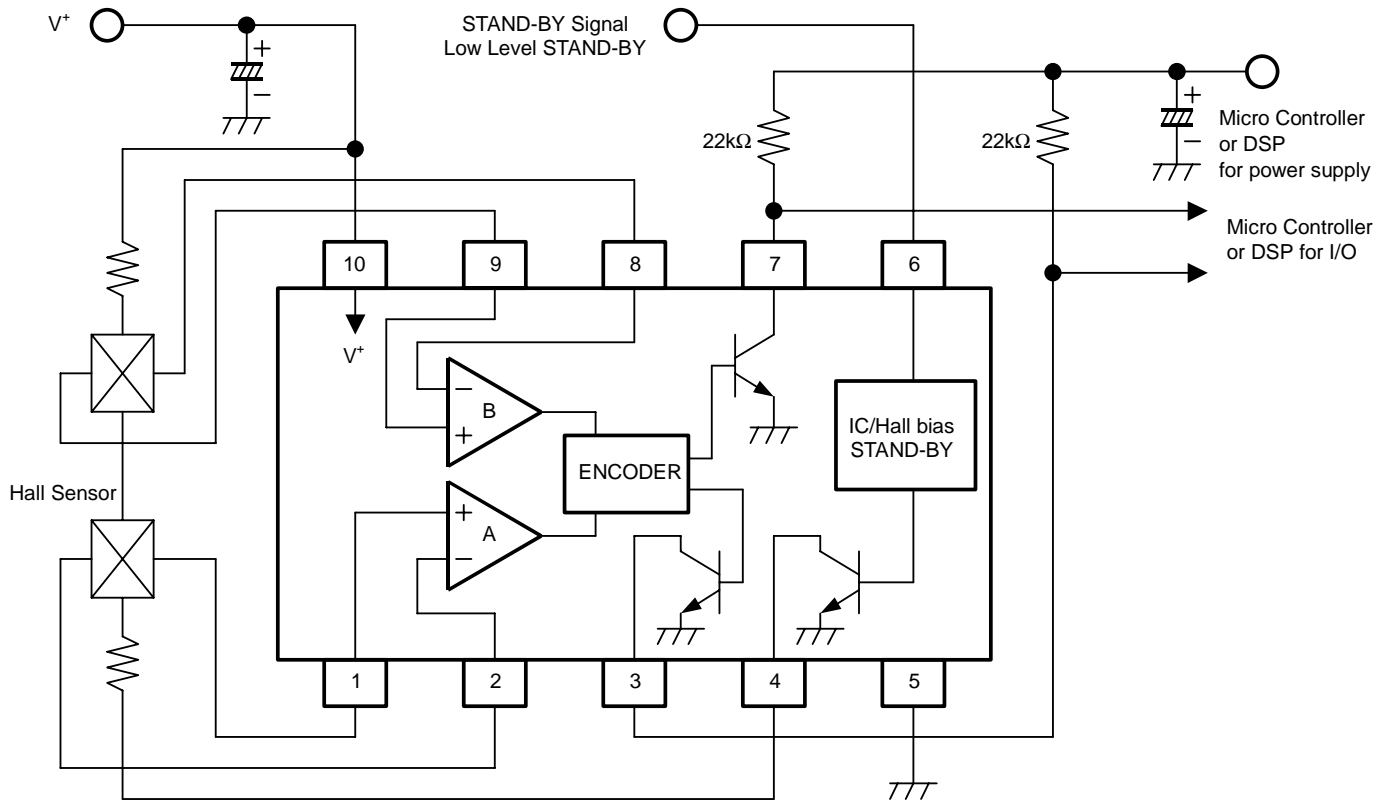 V+
STAND-BY Signal
Low Level STAND-BY
+
−
+
−
22kΩ
22kΩ
Micro Controller
or DSP
for power supply
Micro Controller
or DSP for I/O
10
9
8
7
6
V+
−
B
+
IC/Hall bias
STAND-BY
ENCODER
Hall Sensor
+
A
−
1
2
3
4
5